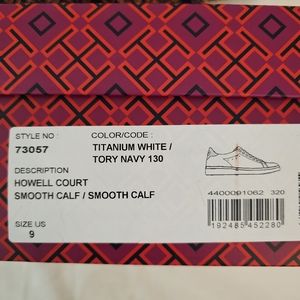 STYLE NO :
73057
COLOR/CODE :
TITANIUM WHITE /
TORY NAVY 130
DESCRIPTION
HOWELL COURT
SMOOTH CALF / SMOOTH CALF
SIZE US
9
4400091062 320
192485452280